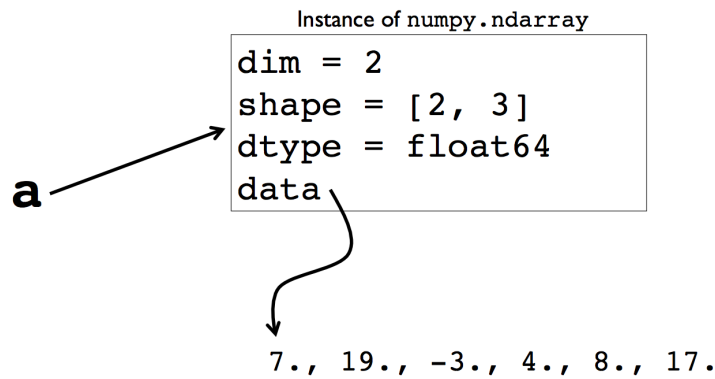 Instance of numpy.ndarray
dim = 2
shape = [2, 3]
dtype = float64
data
a
7., 19., -3., 4., 8., 17.